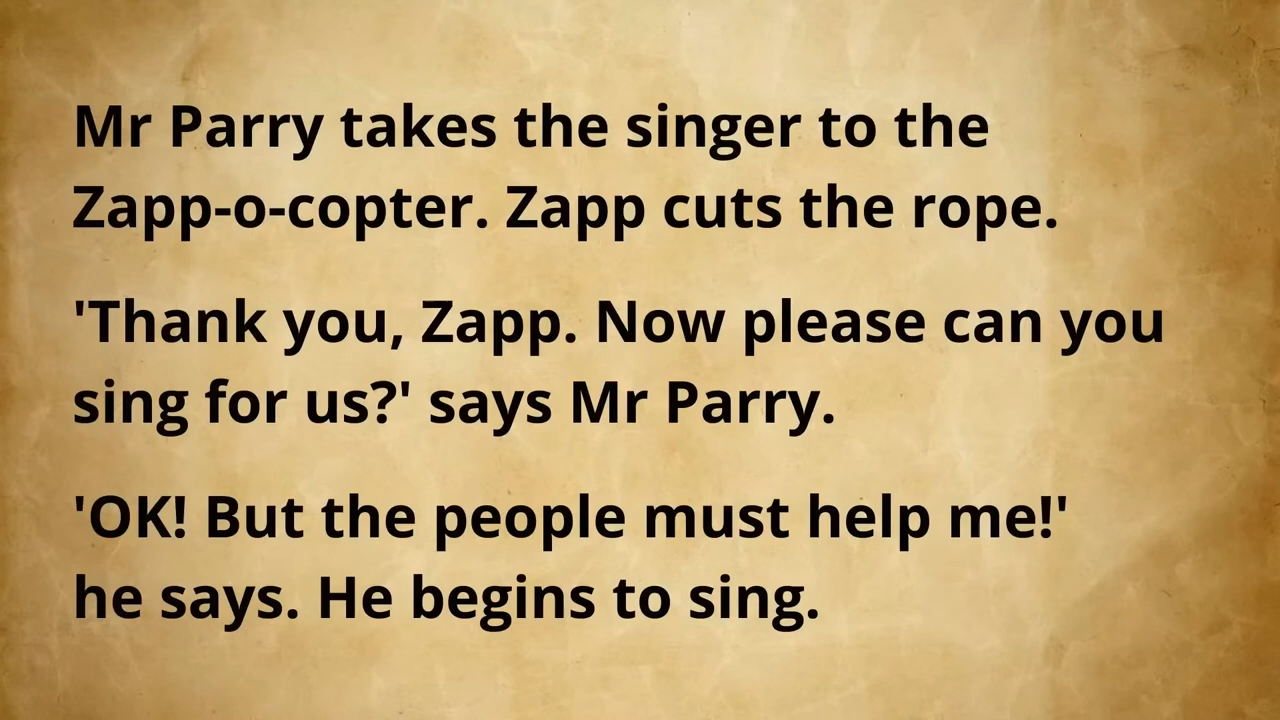 Mr Parry takes the singer to the
Zapp-o-copter. Zapp cuts the rope.
'Thank you, Zapp. Now please can you
sing for us?' says Mr Parry.
'OK! But the people must help me!'
he says. He begins to sing.